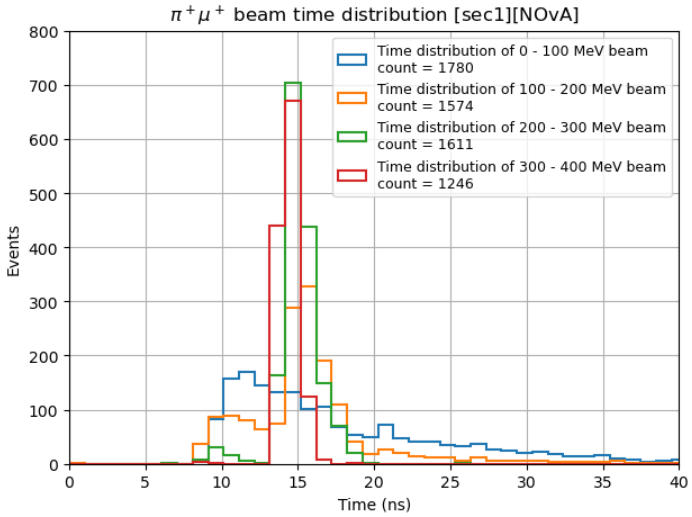 π⁺μ⁺ beam time distribution [sec1][NOvA]
800
700
600
500
400
300
200
100
0
Events
Time distribution of 0 - 100 MeV beam
count = 1780
Time distribution of 100 - 200 MeV beam
count = 1574
Time distribution of 200 - 300 MeV beam
count = 1611
Time distribution of 300 - 400 MeV beam
count = 1246
0 5 10 15 20 25 30 35 40
Time (ns)